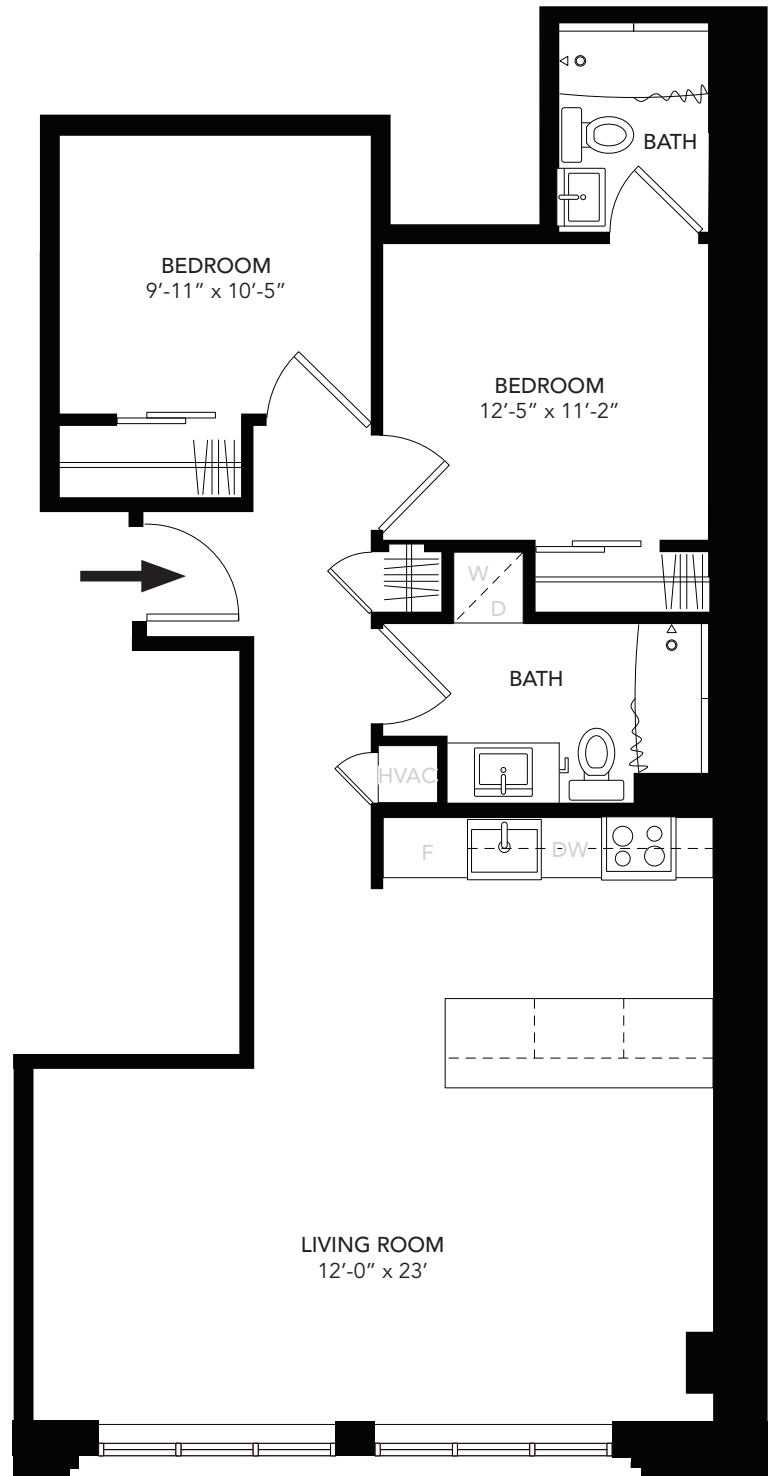 BATH
BEDROOM
9’-11” x 10’-5”
BEDROOM
12’-5” x 11’-2”
W
D
BATH
HVAC
F
DW
LIVING ROOM
12’-0” x 23’